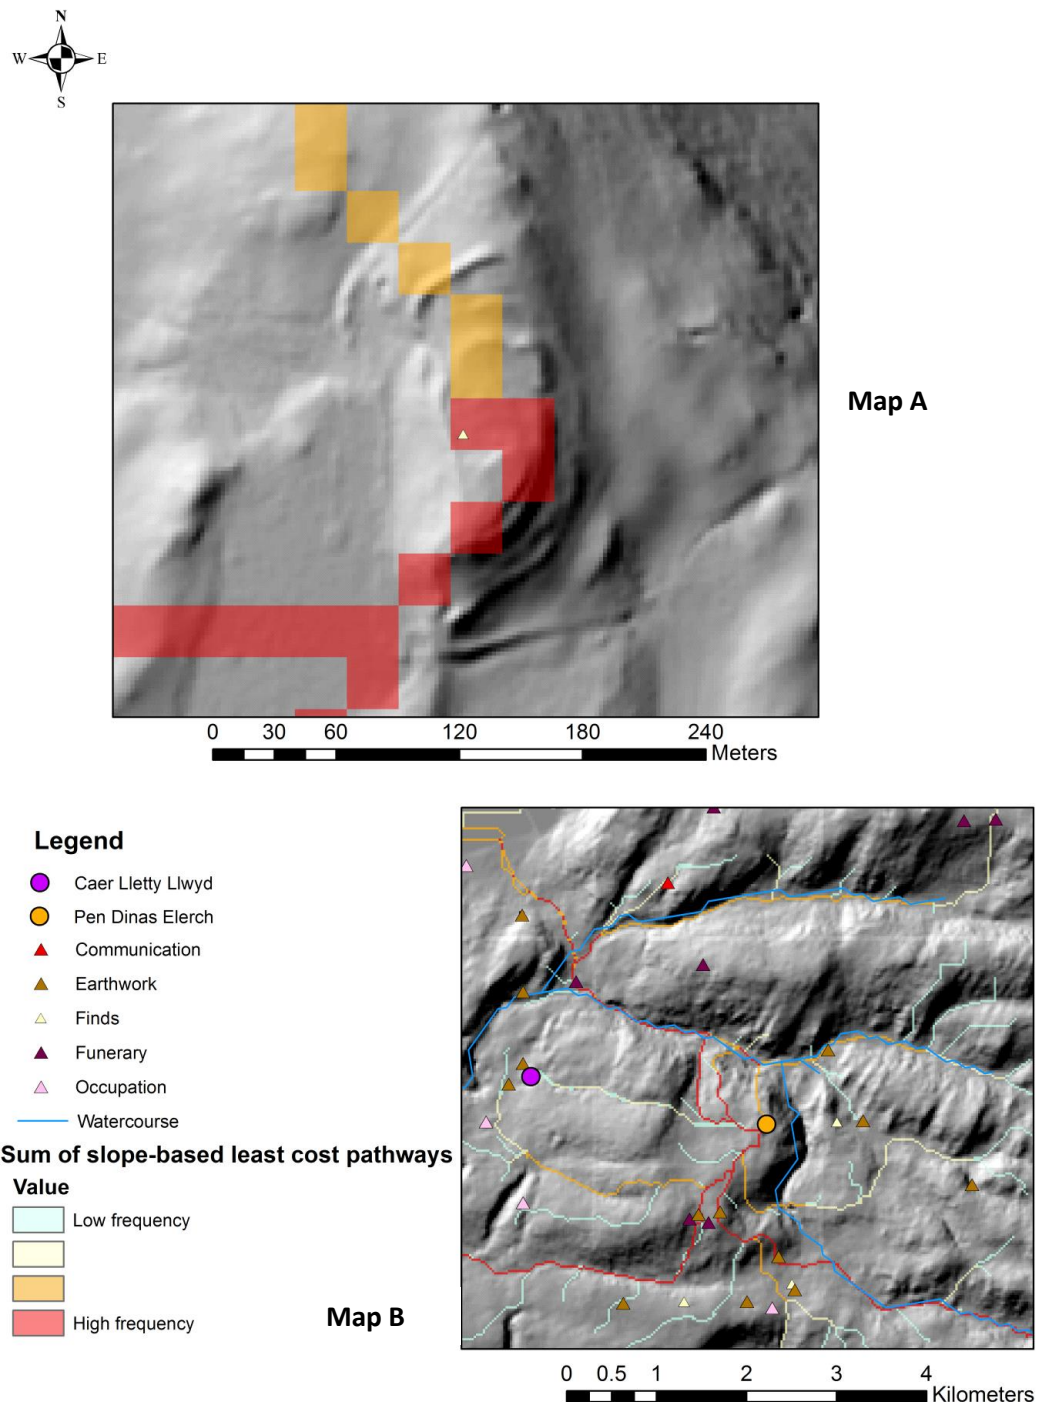 N
W E
S
Map A
0 30 60 120 180 240
Meters
Legend
Caer Lletty Llwyd
Pen Dinas Elerch
Communication
Earthwork
Finds
Funerary
Occupation
Watercourse
Sum of slope-based least cost pathways
Value
Low frequency
High frequency
Map B
0 0.5 1 2 3 4
Kilometers